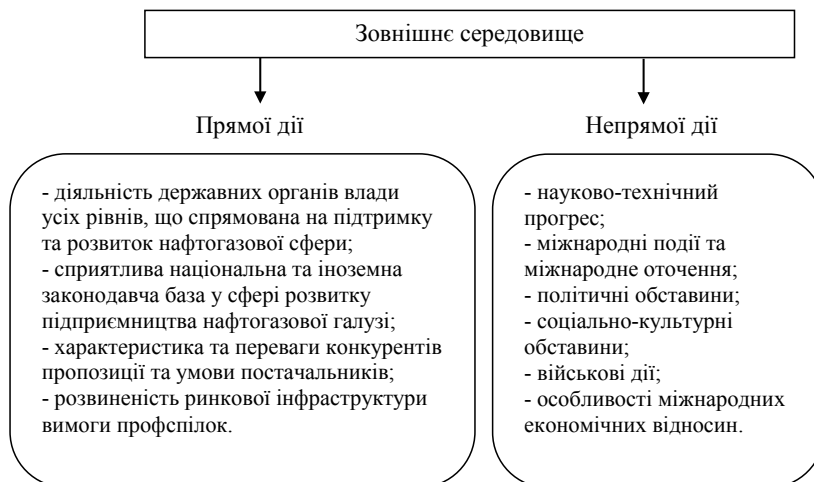 Зовнішнє середовище
Прямої дії
- діяльність державних органів влади
усіх рівнів, що спрямована на підтримку
та розвиток нафтогазової сфери;
- сприятлива національна та іноземна
законодавча база у сфері розвитку
підприємництва нафтогазової галузі;
- характеристика та переваги конкурентів
пропозиції та умови постачальників;
- розвиненість ринкової інфраструктури
вимоги профспілок.
Непрямої дії
- науково-технічний
прогрес;
- міжнародні події та
міжнародне оточення;
- політичні обставини;
- соціально-культурні
обставини;
- військові дії;
- особливості міжнародних
економічних відносин.